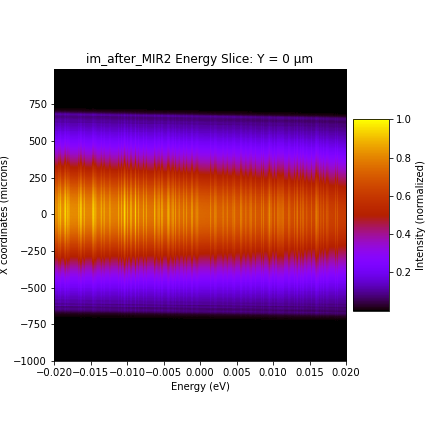 im_after_MIR2 Energy Slice: Y = 0 μm
X coordinates (microns)
750
500
250
0
−250
−500
−750
−1000
−0.020 −0.015 −0.010 −0.005 0.000 0.005 0.010 0.015 0.020
Energy (eV)
1.0
0.8
0.6
0.4
0.2
Intensity (normalized)